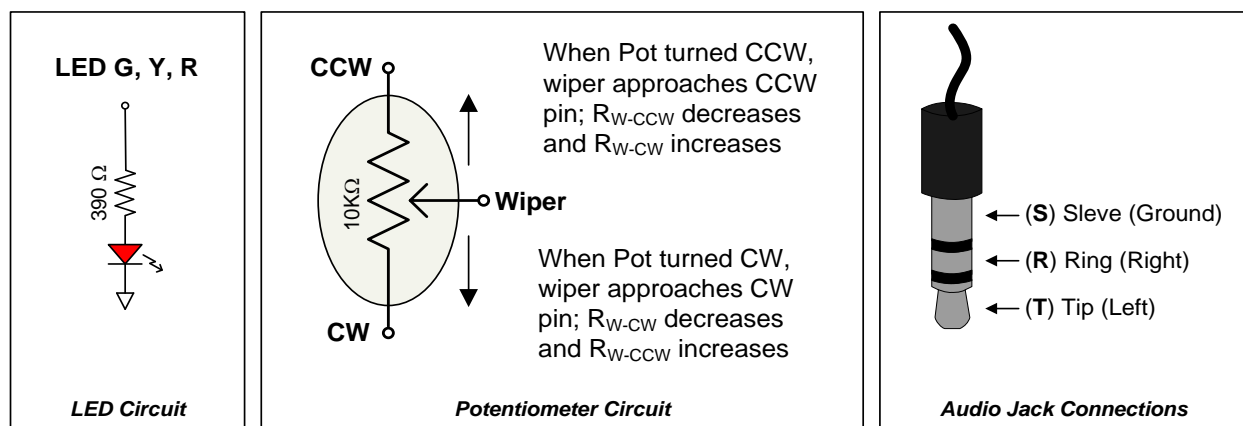 LED G, Y, R
390 Ω
LED Circuit
CCW
10KΩ
Wiper
CW
When Pot turned CCW,
wiper approaches CCW
pin; RW-CCW decreases
and RW-CW increases
When Pot turned CW,
wiper approaches CW
pin; RW-CW decreases
and RW-CCW increases
Potentiometer Circuit
(S) Sleve (Ground)
(R) Ring (Right)
(T) Tip (Left)
Audio Jack Connections